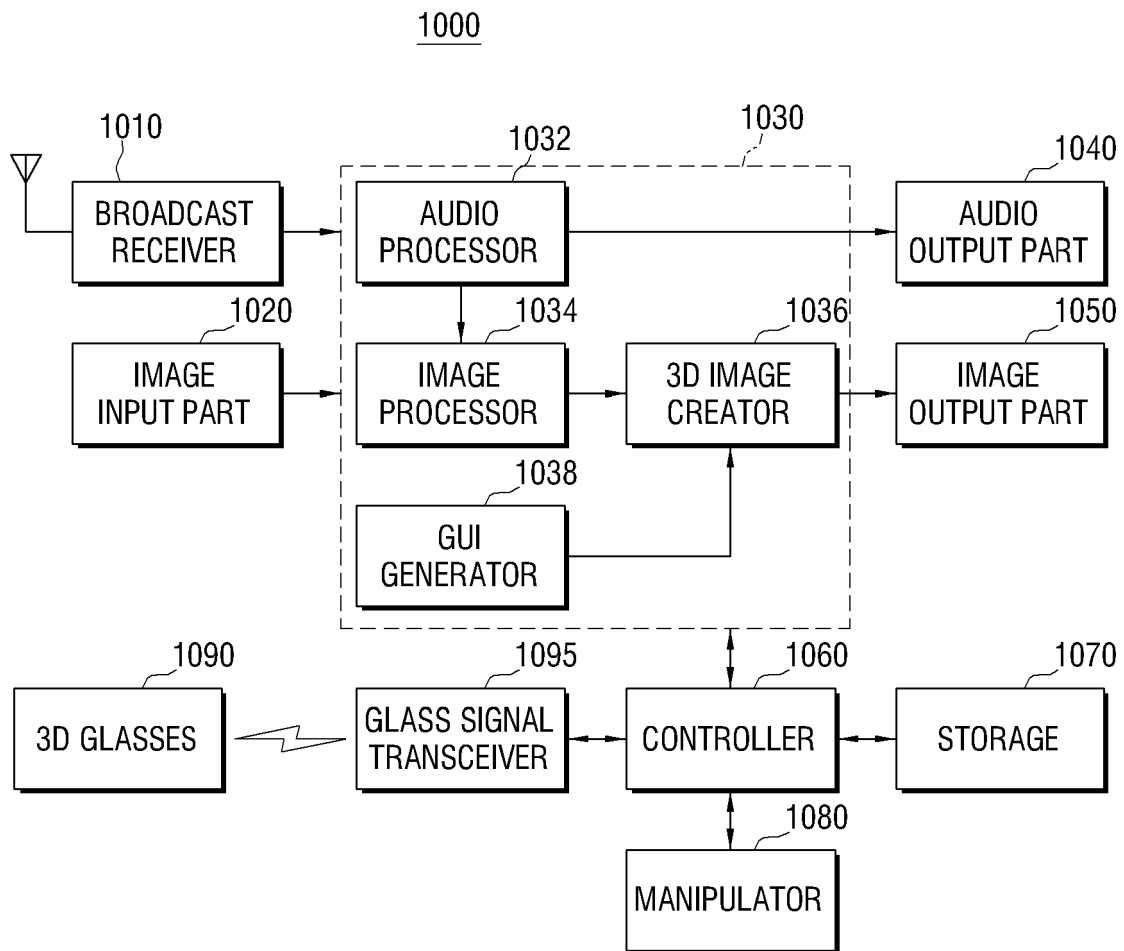 1000
1010
BROADCAST
RECEIVER
1032
AUDIO
PROCESSOR
1030
1040
AUDIO
OUTPUT PART
1020
IMAGE
INPUT PART
1034
IMAGE
PROCESSOR
1036
3D IMAGE
CREATOR
1050
IMAGE
OUTPUT PART
1038
GUI
GENERATOR
1090
3D GLASSES
1095
GLASS SIGNAL
TRANSCEIVER
1060
CONTROLLER
1070
STORAGE
1080
MANIPULATOR